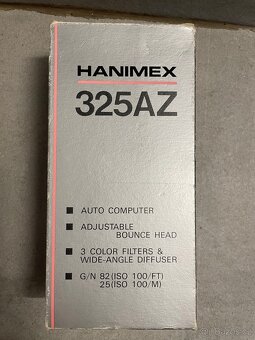 HANIMEX
325AZ
■ AUTO COMPUTER
■ ADJUSTABLE
BOUNCE HEAD
■ 3 COLOR FILTERS &
WIDE-ANGLE DIFFUSER
■ G/N 82(ISO 100/FT)
25(ISO 100/M)